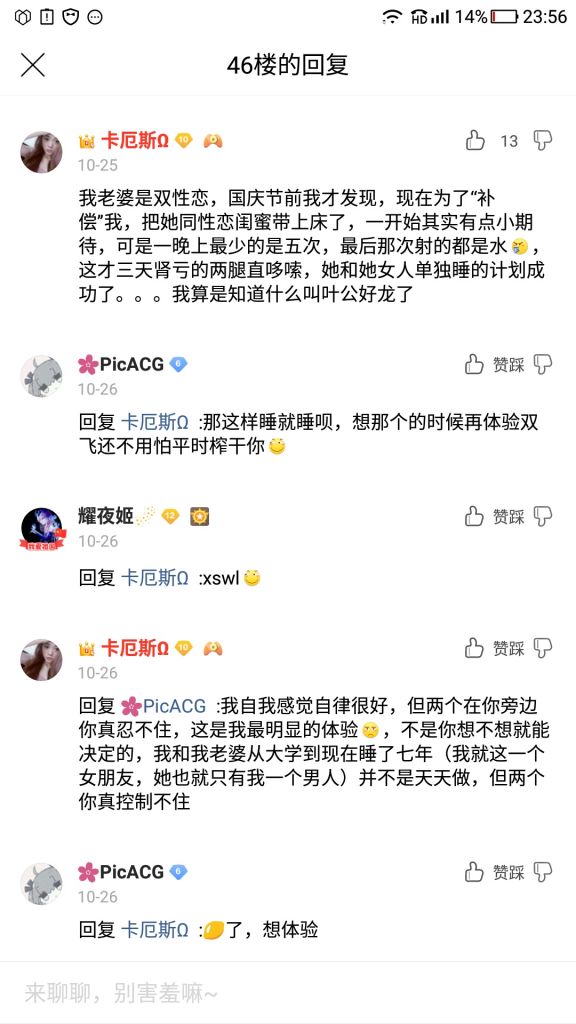 14% 23:56
46楼的回复
卡厄斯Ω 10
13
10-25
我老婆是双性恋，国庆节前我才发现，现在为了“补
偿”我，把她同性恋闺蜜带上床了，一开始其实有点小期
待，可是一晚上最少的是五次，最后那次射的都是水，
这才三天肾亏的两腿直哆嗦，她和她女人单独睡的计划成
功了。。。我算是知道什么叫叶公好龙了
PicACG 6
赞踩
10-26
回复 卡厄斯Ω :那这样睡就睡呗，想那个的时候再体验双
飞还不用怕平时榨干你
耀夜姬 12
赞踩
10-26
回复 卡厄斯Ω :xswl
卡厄斯Ω 10
赞踩
10-26
回复 PicACG :我自我感觉自律很好，但两个在你旁边
你真忍不住，这是我最明显的体验，不是你想不想就能
决定的，我和我老婆从大学到现在睡了七年（我就这一个
女朋友，她也就只有我一个男人）并不是天天做，但两个
你真控制不住
PicACG 6
赞踩
10-26
回复 卡厄斯Ω :🍋了，想体验
来聊聊，别害羞嘛~